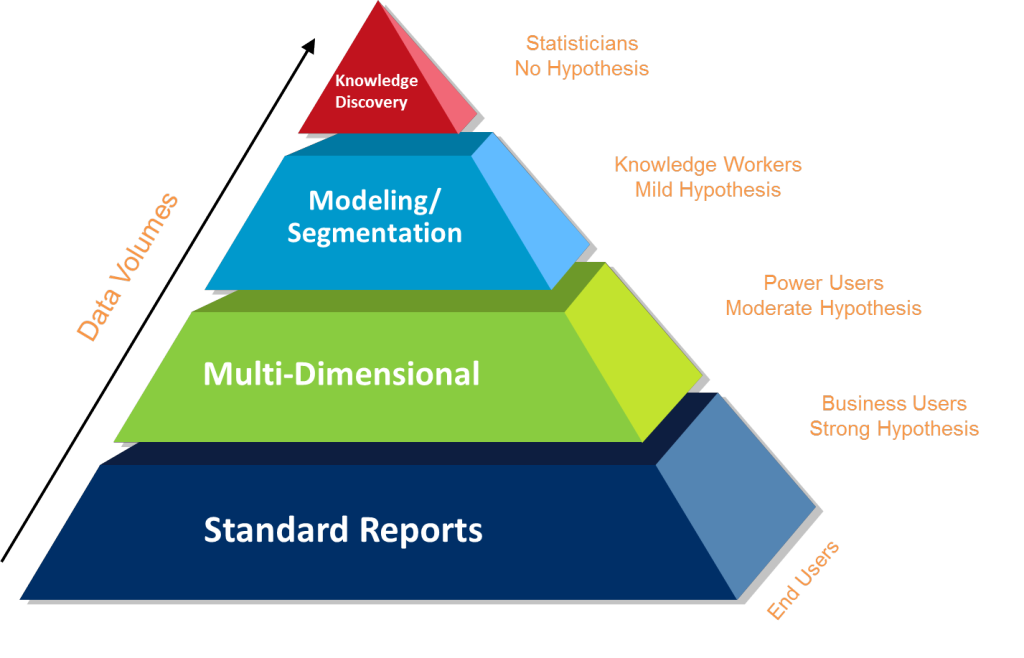 Statisticians
No Hypothesis
Knowledge
Discovery
Knowledge Workers
Mild Hypothesis
Modeling/
Segmentation
Data Volumes
Power Users
Moderate Hypothesis
Multi-Dimensional
Business Users
Strong Hypothesis
Standard Reports
End Users